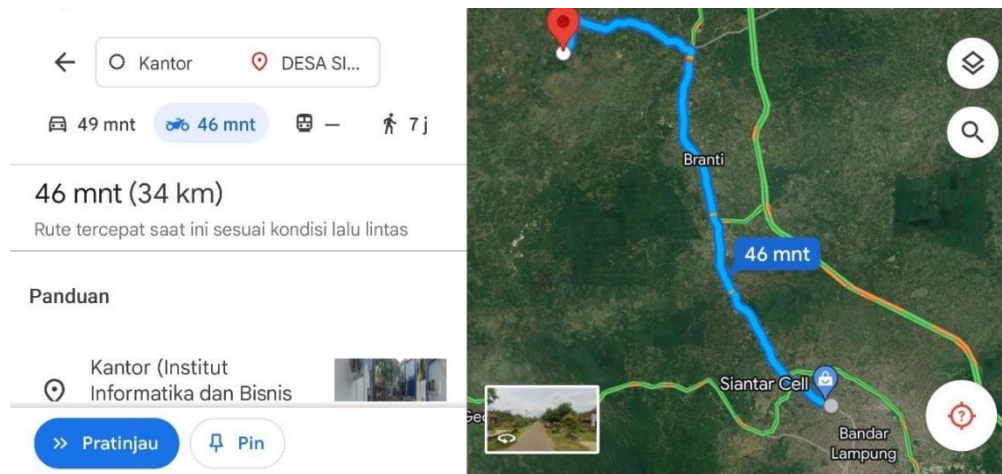 Kantor
DESA SI...
49 mnt
46 mnt
—
7 j
46 mnt (34 km)
Rute tercepat saat ini sesuai kondisi lalu lintas
Panduan
Kantor (Institut
Informatika dan Bisnis
Pratinjau
Pin
Branti
46 mnt
Siantar Cell
Bandar
Lampung